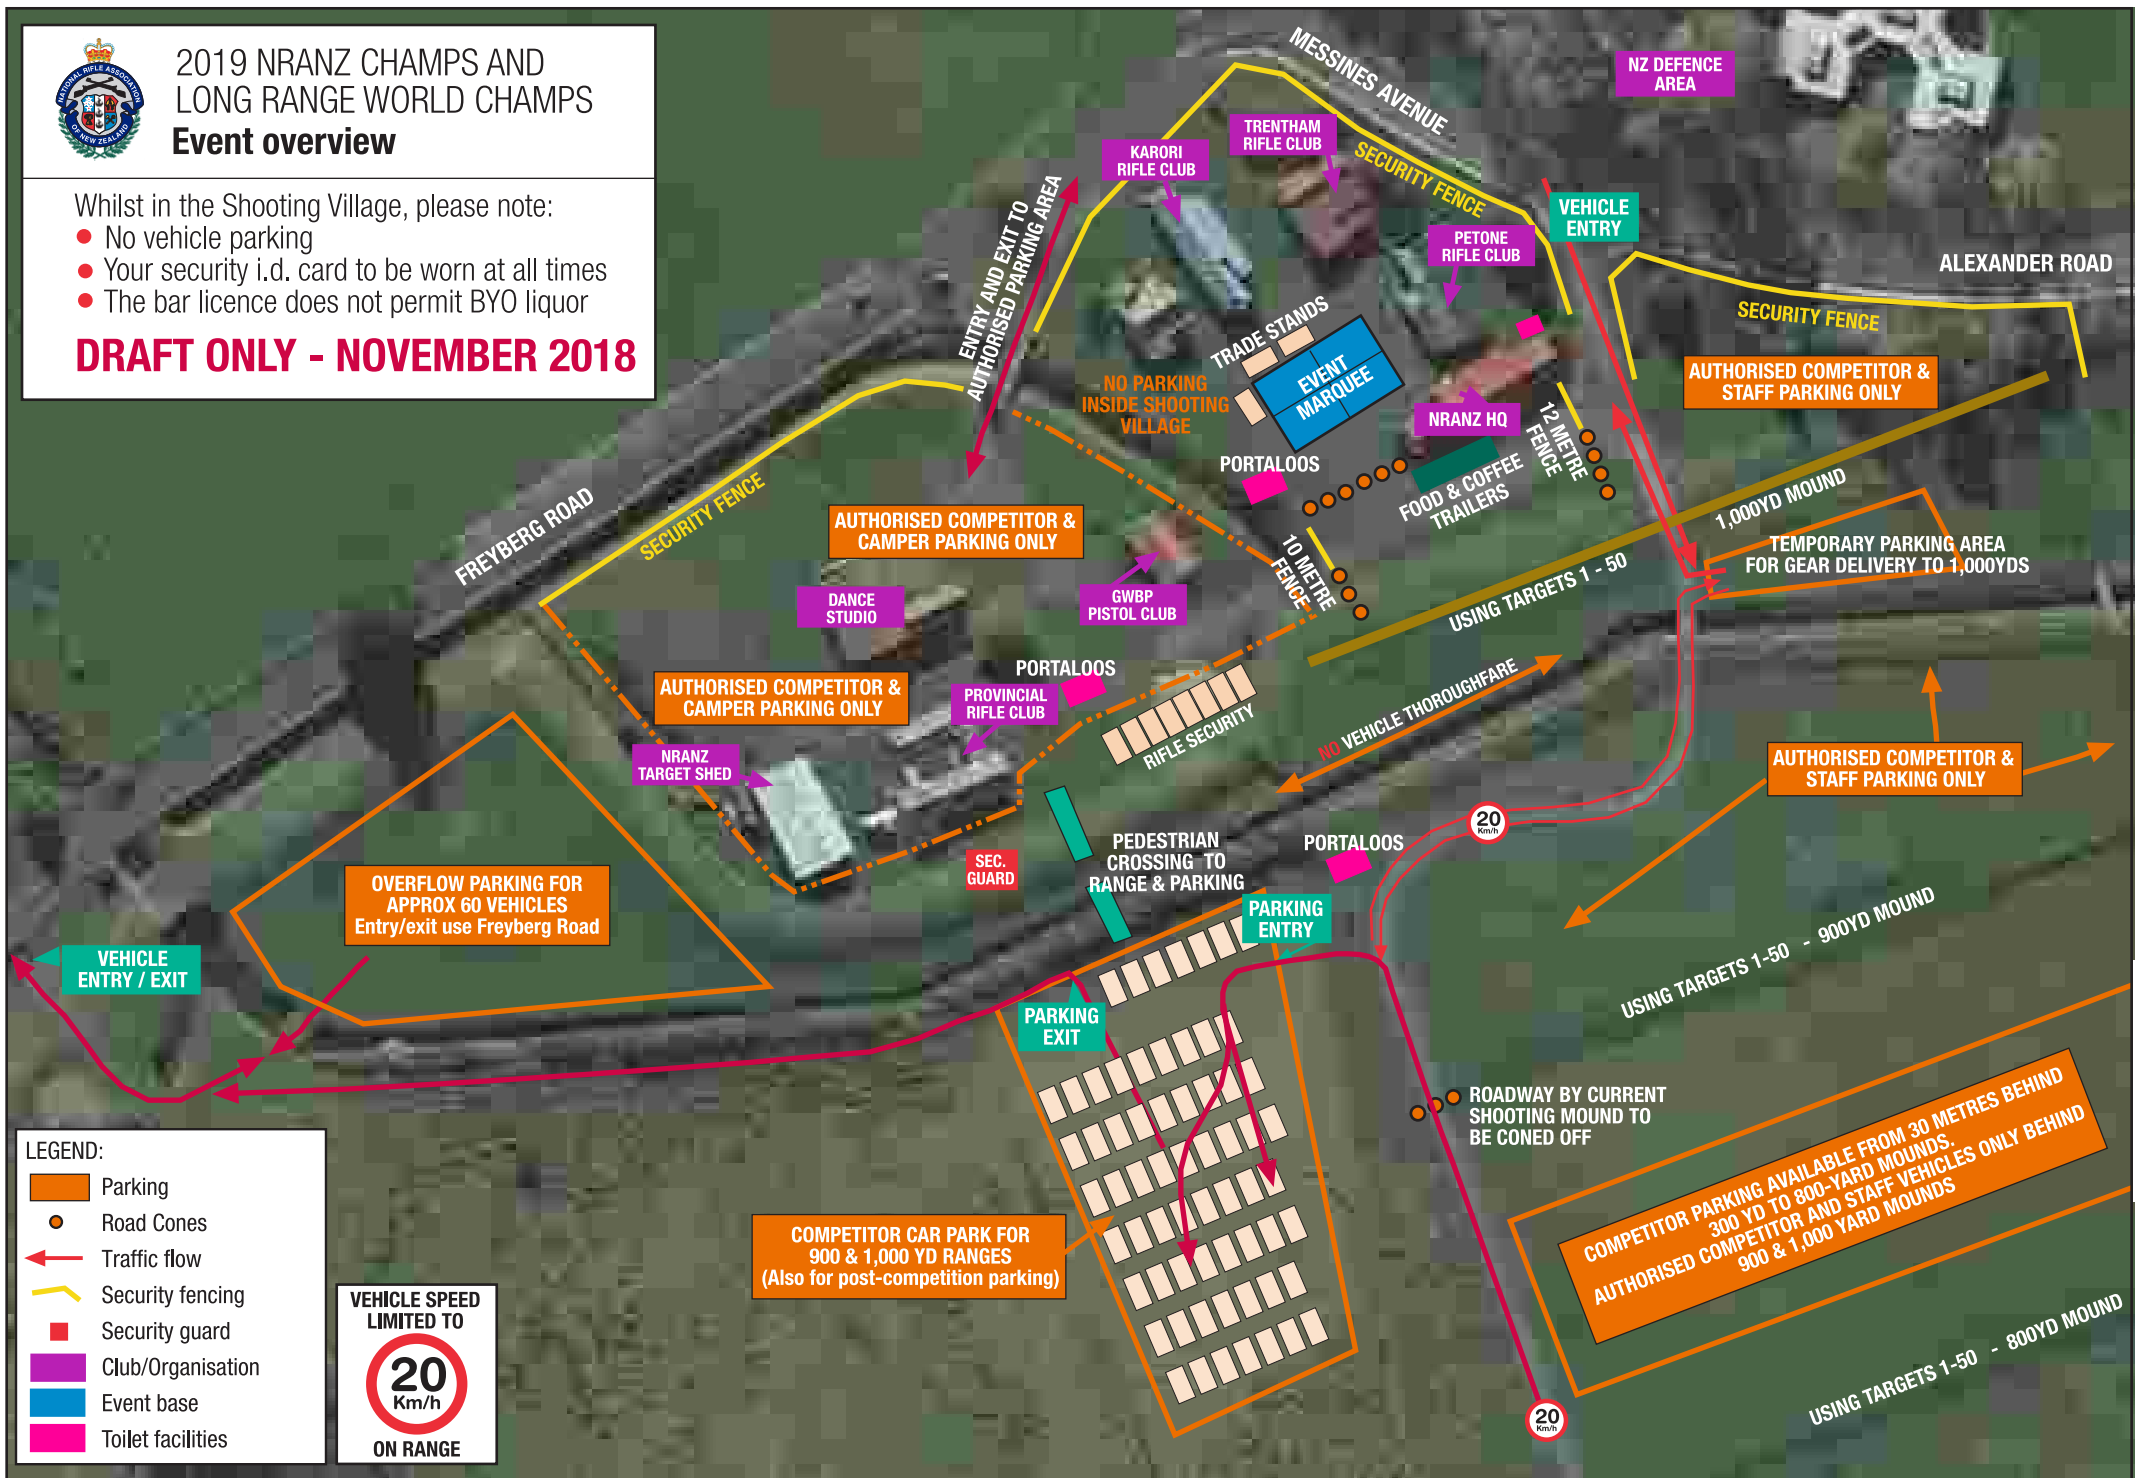 NATIONAL RIFLE ASSOCIATION
OF NEW ZEALAND
2019 NRANZ CHAMPS AND
LONG RANGE WORLD CHAMPS
Event overview
Whilst in the Shooting Village, please note:
No vehicle parking
Your security i.d. card to be worn at all times
The bar licence does not permit BYO liquor
DRAFT ONLY - NOVEMBER 2018
MESSINES AVENUE
NZ DEFENCE
AREA
KARORI
RIFLE CLUB
TRENTHAM
RIFLE CLUB
SECURITY FENCE
VEHICLE
ENTRY
PETONE
RIFLE CLUB
ALEXANDER ROAD
SECURITY FENCE
ENTRY AND EXIT TO
AUTHORISED PARKING AREA
TRADE STANDS
EVENT
MARQUEE
NO PARKING
INSIDE SHOOTING
VILLAGE
NRANZ HQ
AUTHORISED COMPETITOR &
STAFF PARKING ONLY
12 METRE
FENCE
PORTALOOS
FOOD & COFFEE
TRAILERS
1,000YD MOUND
FREYBERG ROAD
SECURITY FENCE
AUTHORISED COMPETITOR &
CAMPER PARKING ONLY
10 METRE
FENCE
USING TARGETS 1 - 50
TEMPORARY PARKING AREA
FOR GEAR DELIVERY TO 1,000YDS
DANCE
STUDIO
GWBP
PISTOL CLUB
AUTHORISED COMPETITOR &
CAMPER PARKING ONLY
PORTALOOS
PROVINCIAL
RIFLE CLUB
RIFLE SECURITY
NO VEHICLE THOROUGHFARE
NRANZ
TARGET SHED
AUTHORISED COMPETITOR &
STAFF PARKING ONLY
20
Km/h
SEC.
GUARD
PEDESTRIAN
CROSSING TO
RANGE & PARKING
PORTALOOS
OVERFLOW PARKING FOR
APPROX 60 VEHICLES
Entry/exit use Freyberg Road
PARKING
ENTRY
USING TARGETS 1-50 - 900YD MOUND
VEHICLE
ENTRY / EXIT
PARKING
EXIT
ROADWAY BY CURRENT
SHOOTING MOUND TO
BE CONED OFF
COMPETITOR PARKING AVAILABLE FROM 30 METRES BEHIND
300 YD TO 800-YARD MOUNDS.
AUTHORISED COMPETITOR AND STAFF VEHICLES ONLY BEHIND
900 & 1,000 YARD MOUNDS
COMPETITOR CAR PARK FOR
900 & 1,000 YD RANGES
(Also for post-competition parking)
USING TARGETS 1-50 - 800YD MOUND
20
Km/h
LEGEND:
Parking
Road Cones
Traffic flow
Security fencing
Security guard
Club/Organisation
Event base
Toilet facilities
VEHICLE SPEED
LIMITED TO
20
Km/h
ON RANGE